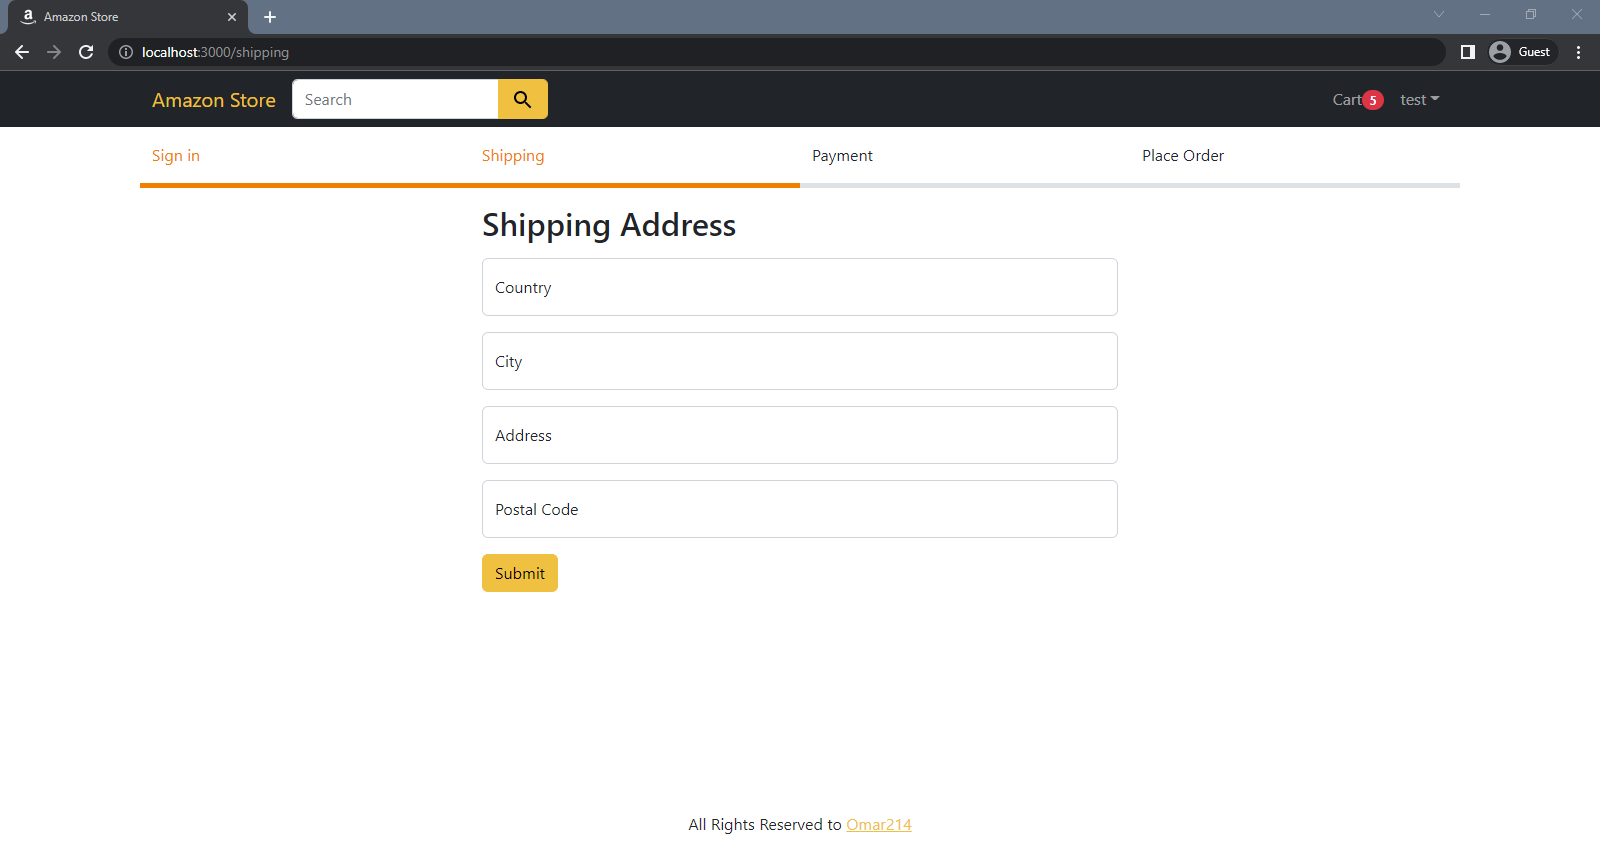 Amazon Store
localhost:3000/shipping
Guest
Amazon Store
Search
Cart 5
test
Sign in
Shipping
Payment
Place Order
Shipping Address
Country
City
Address
Postal Code
Submit
All Rights Reserved to Omar214